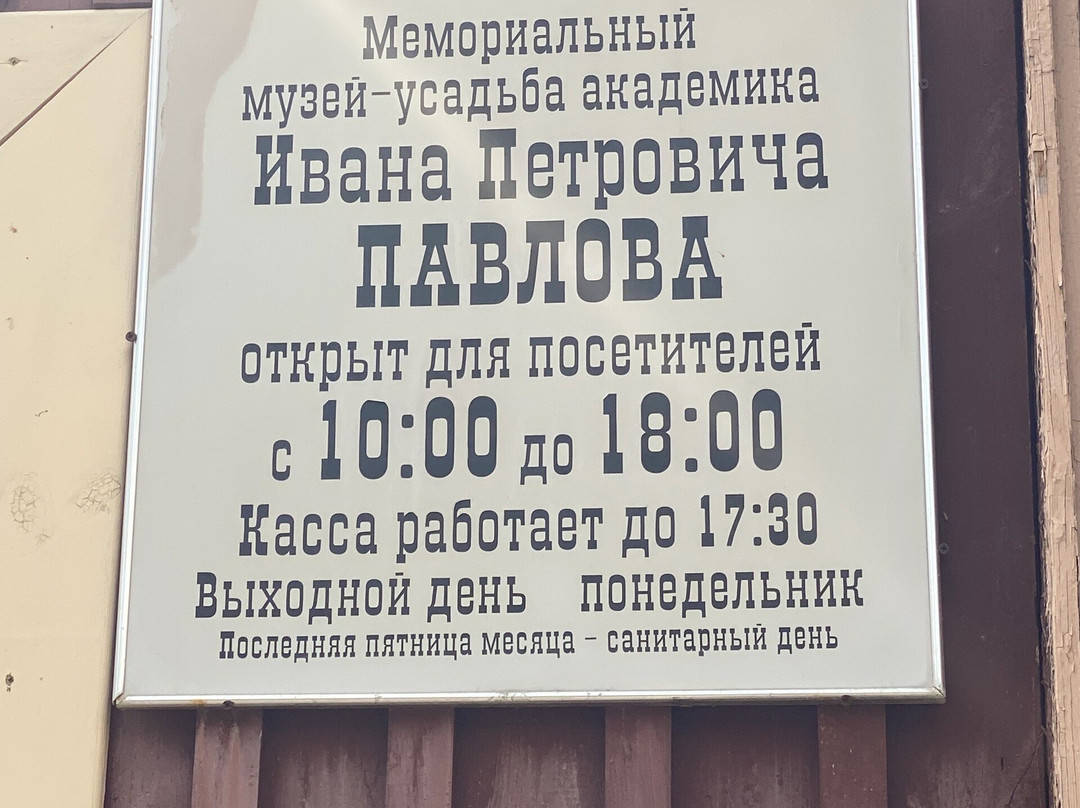 Мемориальный
музей-усадьба академика
Ивана Петровича
ПАВЛОВА
открыт для посетителей
с 10:00 до 18:00
Касса работает до 17:30
Выходной день понедельник
Последняя пятница месяца - санитарный день